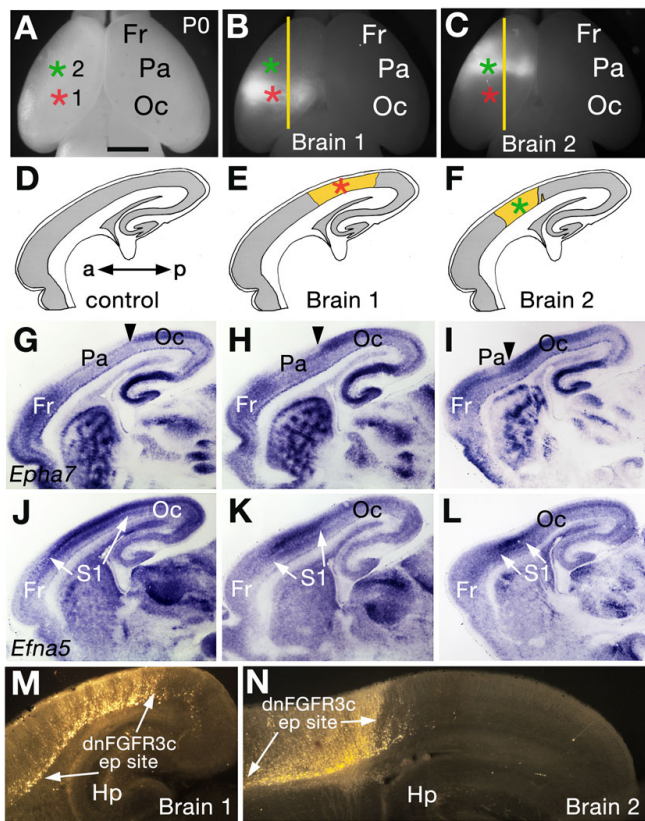 A
Fr
P0
* 2
Pa
* 1
Oc
B
Fr
*
Pa
*
Oc
Brain 1
C
Fr
*
Pa
*
Oc
Brain 2
D
a p
control
E
*
Brain 1
F
*
Brain 2
G
Oc
Pa
Fr
Epha7
H
Oc
Pa
Fr
I
Oc
Pa
Fr
J
Oc
S1
Fr
Efna5
K
Oc
S1
Fr
L
Oc
S1
Fr
M
dnFGFR3c
ep site
Hp
Brain 1
N
dnFGFR3c
ep site
Hp
Brain 2